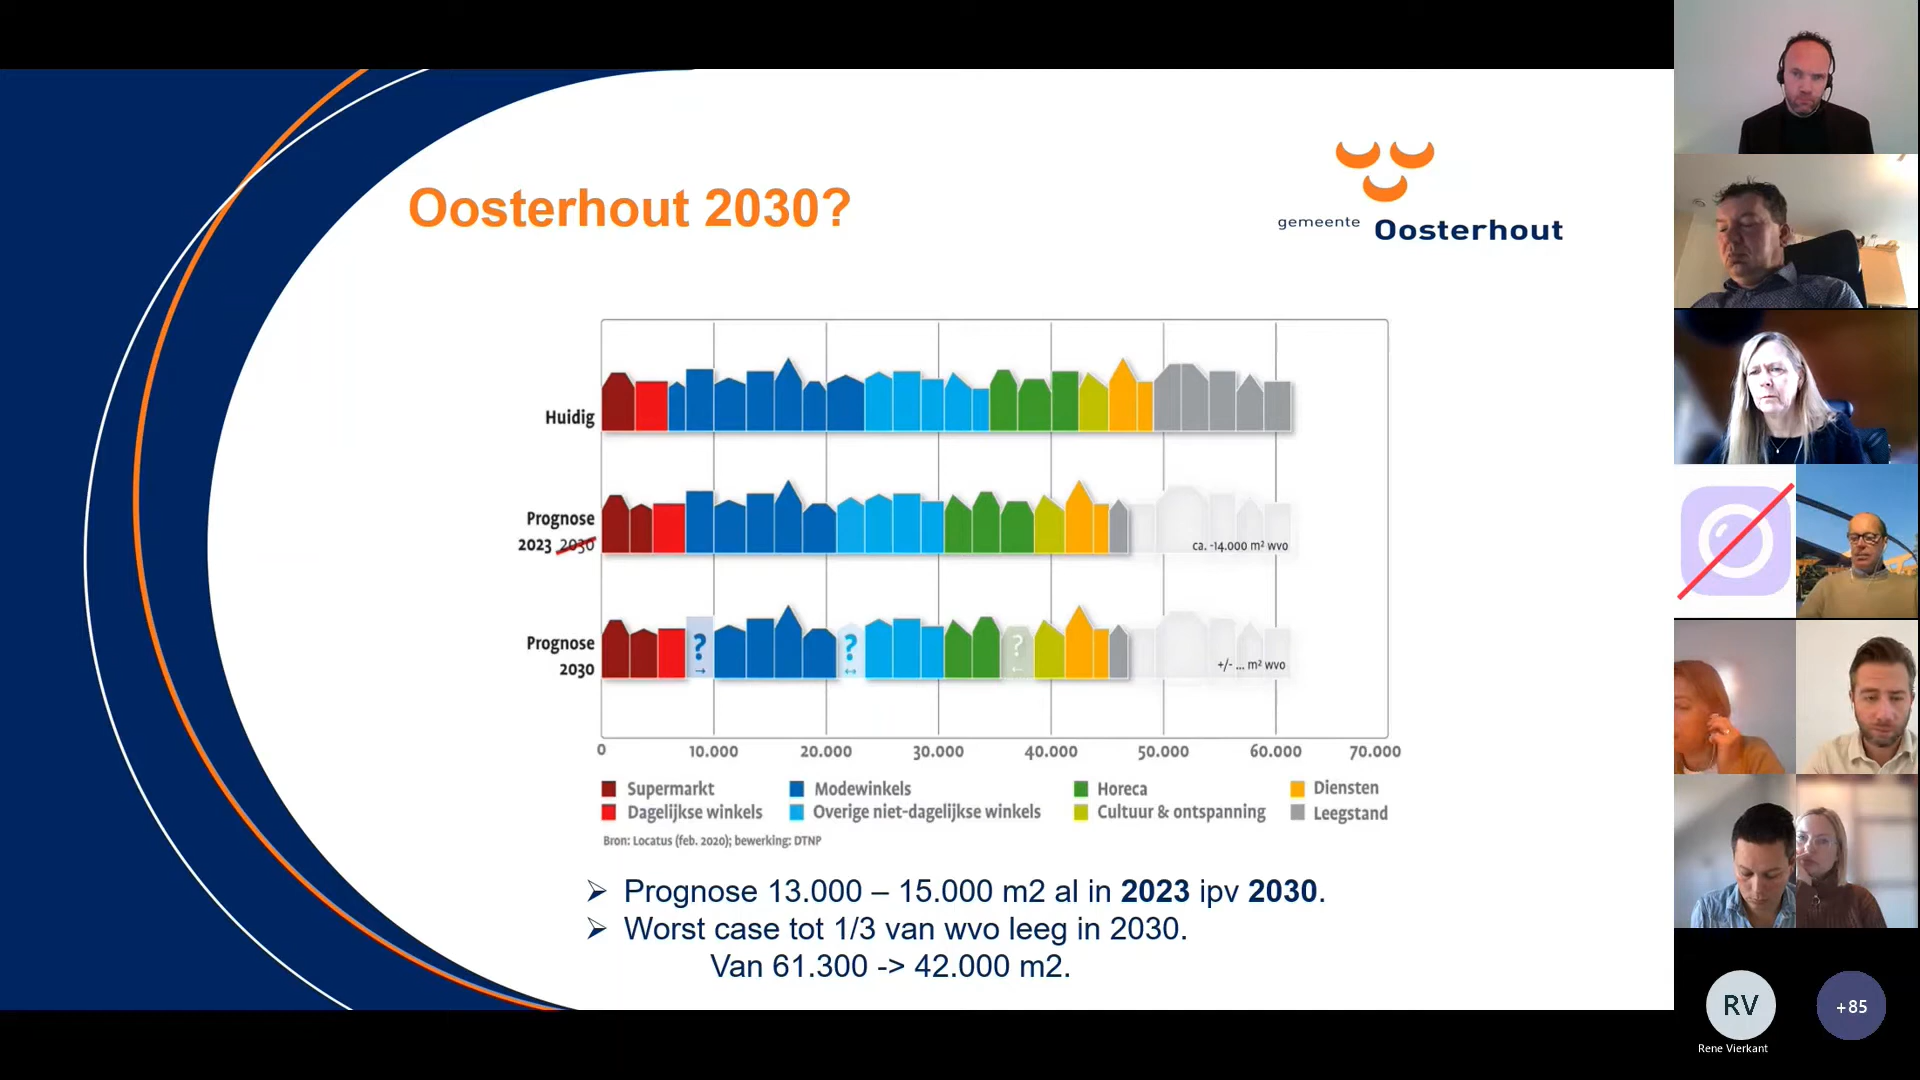 Oosterhout 2030?
gemeente Oosterhout
Huidig
Prognose
2023 2030
ca. -14.000 m² wvo
Prognose
2030
?
→
?
↔
?
←
+/- ... m² wvo
0 10.000 20.000 30.000 40.000 50.000 60.000 70.000
Supermarkt Modewinkels Horeca Diensten
Dagelijkse winkels Overige niet-dagelijkse winkels Cultuur & ontspanning Leegstand
Bron: Locatus (feb. 2020); bewerking: DTNP
➢ Prognose 13.000 – 15.000 m2 al in 2023 ipv 2030.
➢ Worst case tot 1/3 van wvo leeg in 2030.
Van 61.300 -> 42.000 m2.
RV
+85
Rene Vierkant